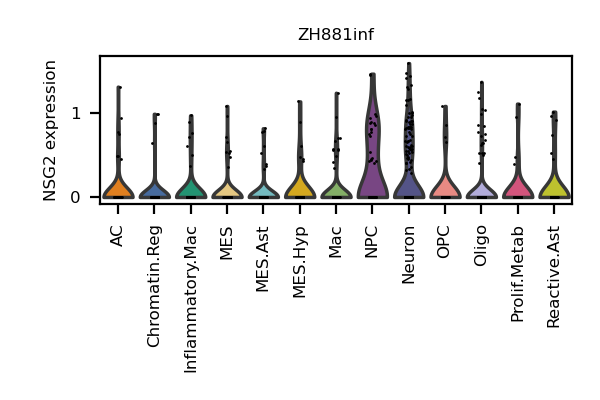 ZH881inf
NSG2 expression
1
0
AC
Chromatin.Reg
Inflammatory.Mac
MES
MES.Ast
MES.Hyp
Mac
NPC
Neuron
OPC
Oligo
Prolif.Metab
Reactive.Ast